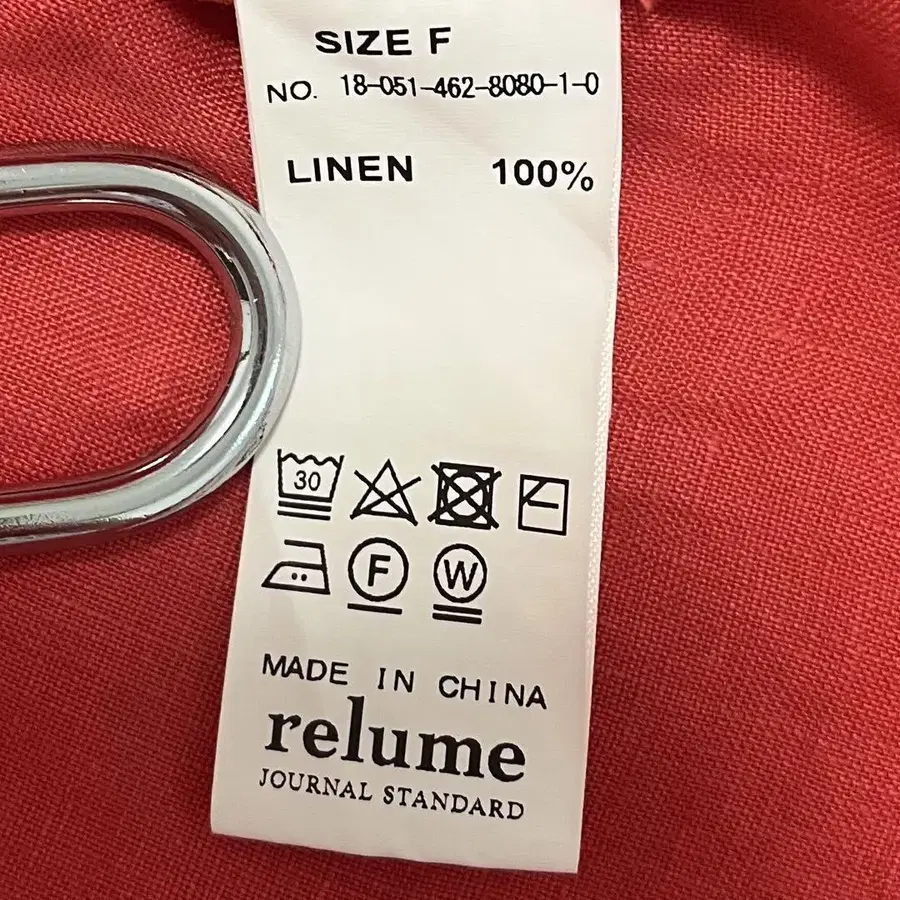 SIZE F
NO. 18-051-462-8080-1-0
LINEN 100%
30
F W
MADE IN CHINA
relume
JOURNAL STANDARD